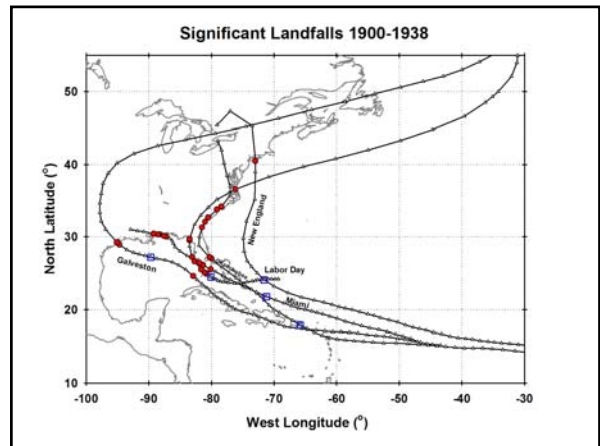 Significant Landfalls 1900-1938
North Latitude (°)
50
40
30
20
10
New England
Galveston
Labor Day
Miami
-100 -90 -80 -70 -60 -50 -40 -30
West Longitude (°)